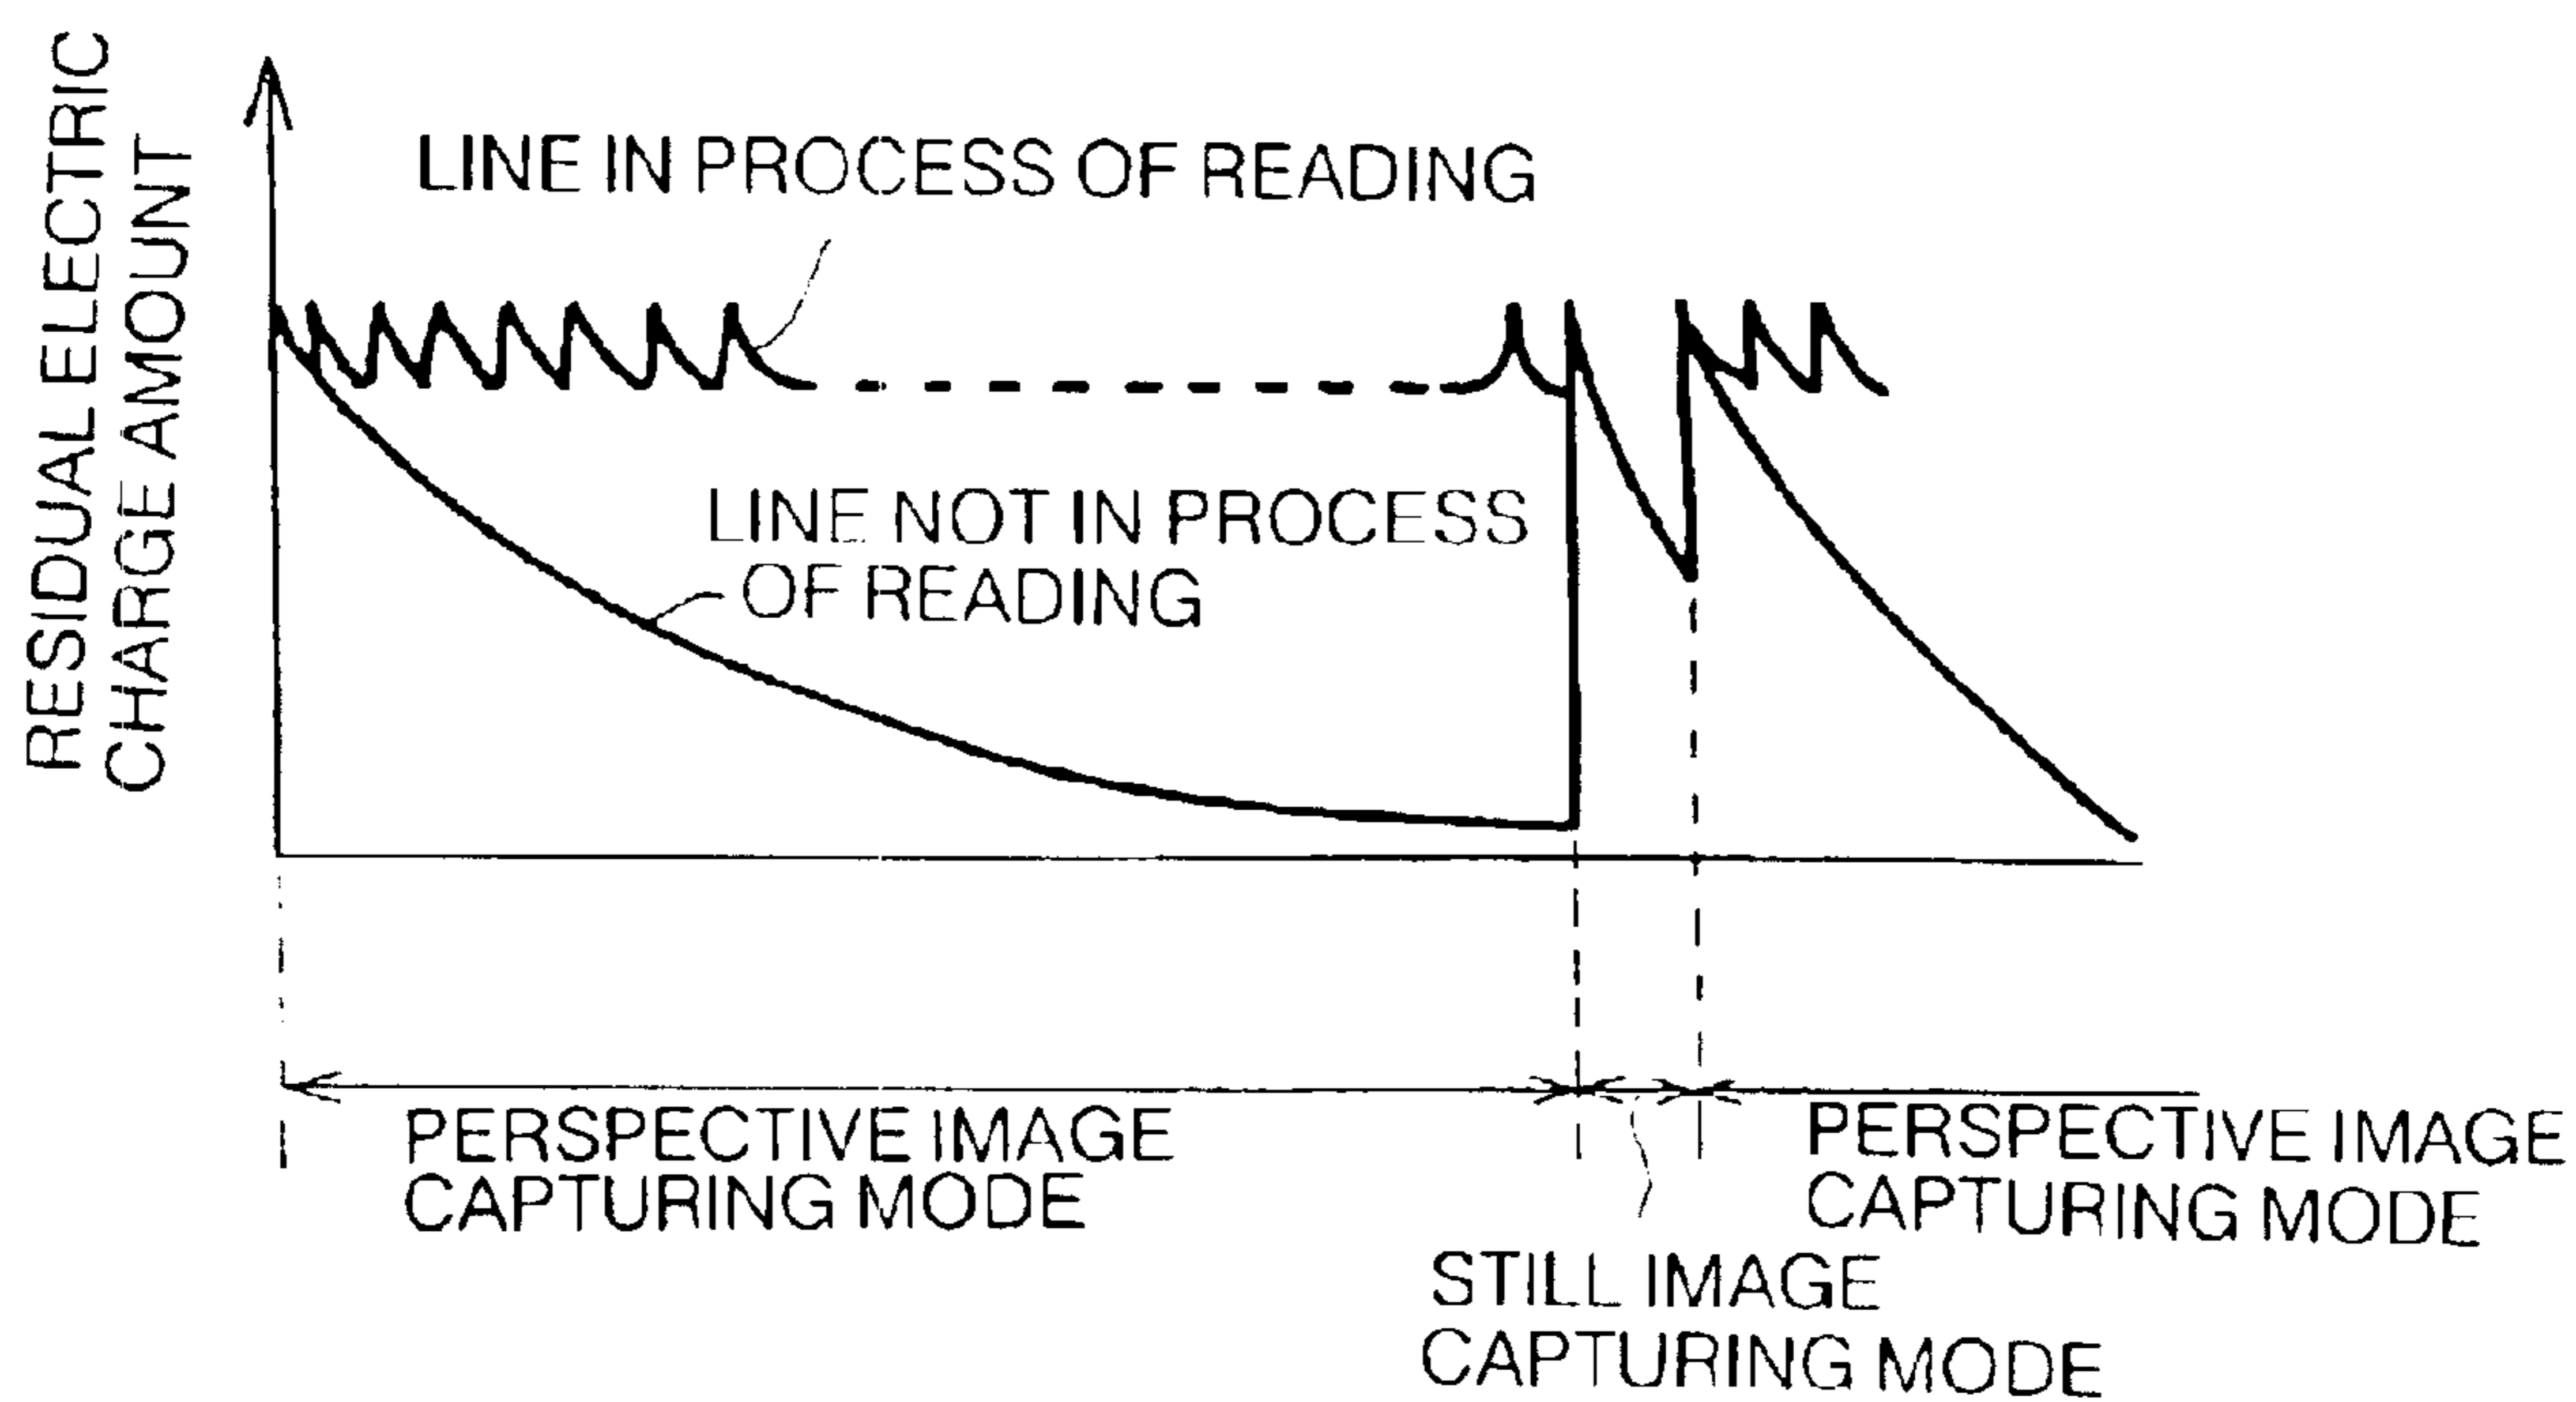 RESIDUAL ELECTRIC
CHARGE AMOUNT
LINE IN PROCESS OF READING
LINE NOT IN PROCESS
OF READING
PERSPECTIVE IMAGE
CAPTURING MODE
STILL IMAGE
CAPTURING MODE
PERSPECTIVE IMAGE
CAPTURING MODE